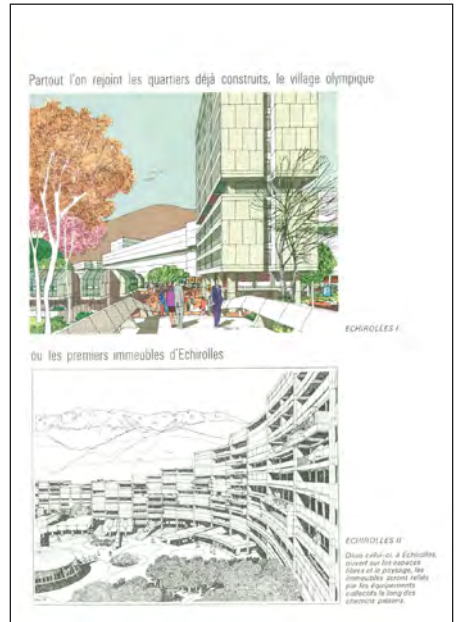 Partout l'on rejoint les quartiers déjà construits, le village olympique
ECHIROLLES I
ou les premiers immeubles d'Echirolles
ECHIROLLES II
Dans celui-ci, à Echirolles,
ouvert sur les espaces
libres et le paysage, les
immeubles seront reliés
par les équipements
collectifs le long des
chemins piétons.